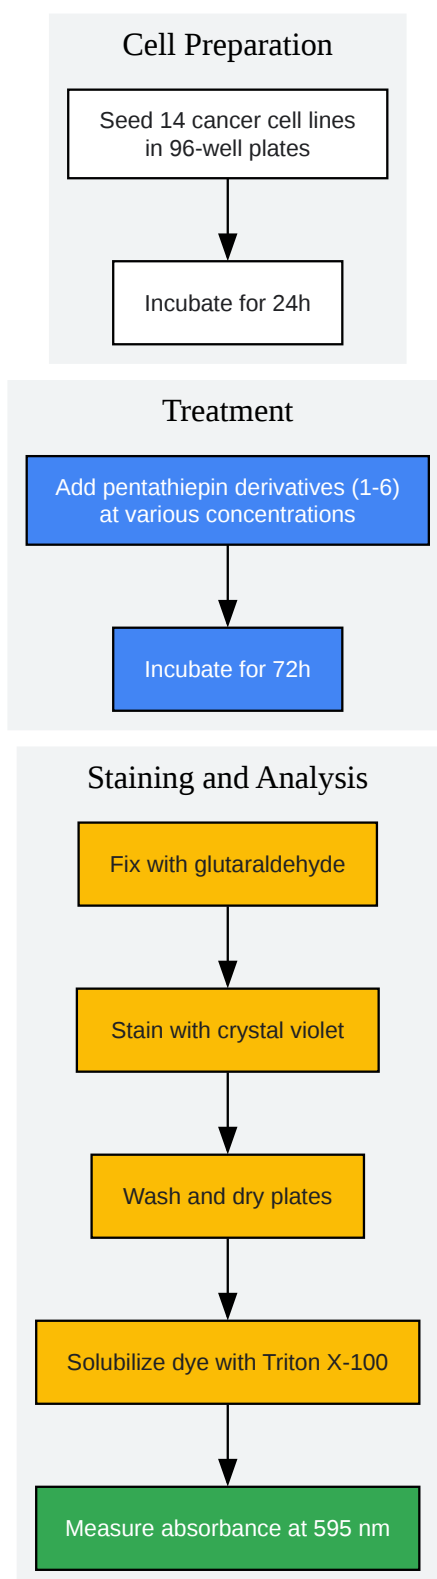 Cell Preparation
Seed 14 cancer cell lines
in 96-well plates
Incubate for 24h
Treatment
Add pentathiepin derivatives (1-6)
at various concentrations
Incubate for 72h
Staining and Analysis
Fix with glutaraldehyde
Stain with crystal violet
Wash and dry plates
Solubilize dye with Triton X-100
Measure absorbance at 595 nm